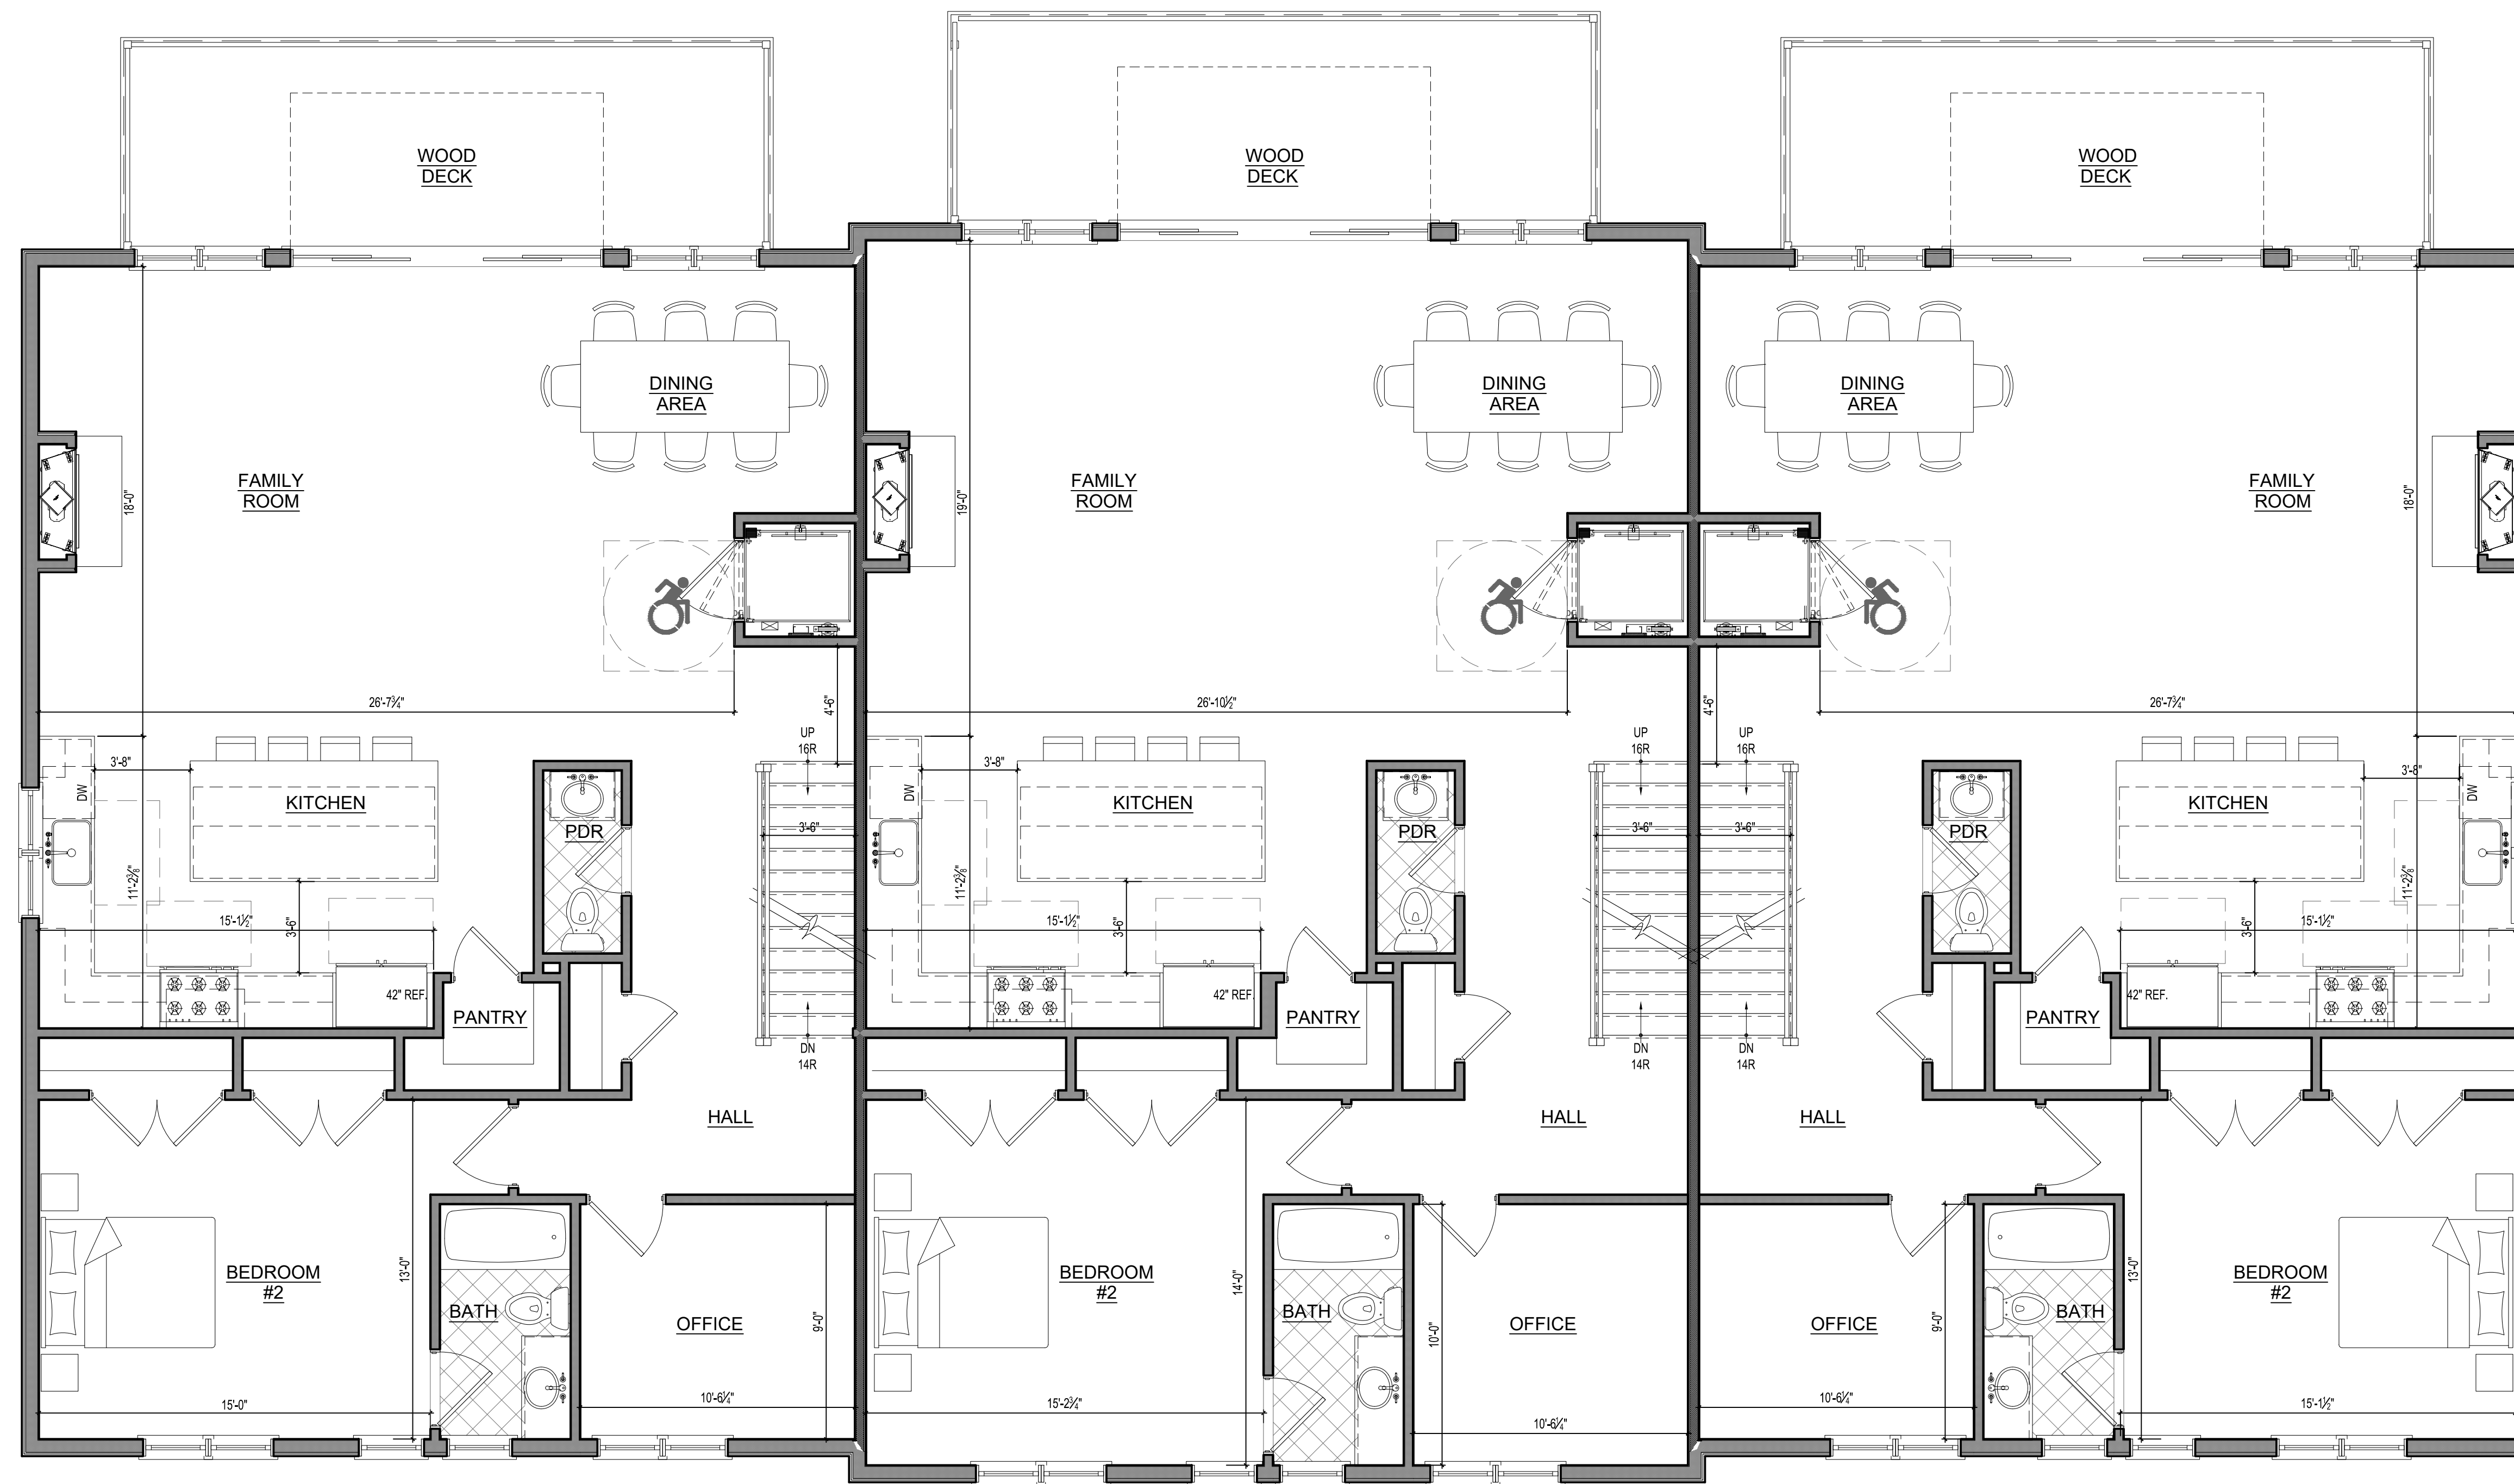 WOOD
DECK
WOOD
DECK
WOOD
DECK
DINING
AREA
DINING
AREA
DINING
AREA
FAMILY
ROOM
FAMILY
ROOM
FAMILY
ROOM
18'-0"
19'-0"
18'-0"
26'-7¾"
26'-10½"
26'-7¾"
4'-6"
4'-6"
UP
16R
UP
16R
UP
16R
3'-8"
3'-8"
3'-8"
DW
DW
DW
KITCHEN
KITCHEN
KITCHEN
PDR
PDR
PDR
3'-6"
3'-6"
3'-6"
11'-2⅜"
11'-2⅜"
11'-2⅜"
15'-1½"
15'-1½"
15'-1½"
3'-6"
3'-6"
3'-6"
42" REF.
42" REF.
42" REF.
PANTRY
PANTRY
PANTRY
DN
14R
DN
14R
DN
14R
HALL
HALL
HALL
BEDROOM
#2
BEDROOM
#2
BEDROOM
#2
13'-0"
14'-0"
13'-0"
BATH
BATH
BATH
OFFICE
OFFICE
OFFICE
9'-0"
10'-0"
9'-0"
15'-0"
10'-6¼"
15'-2¾"
10'-6¼"
10'-6¼"
15'-1½"